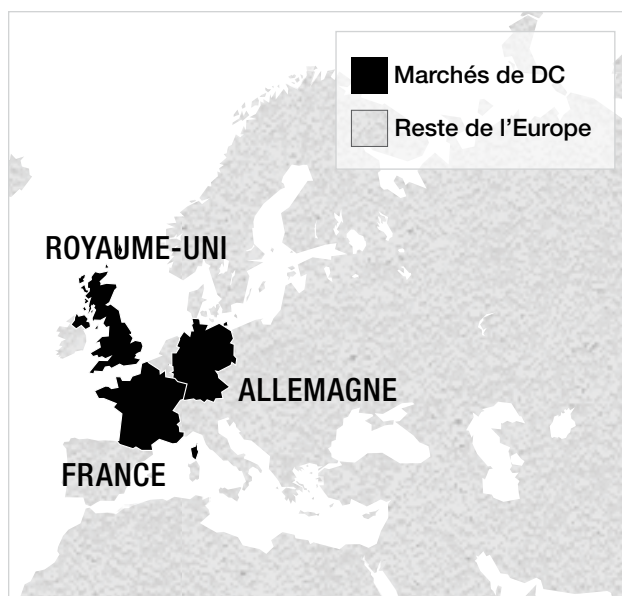 Marchés de DC
Reste de l’Europe
ROYAUME-UNI
ALLEMAGNE
FRANCE